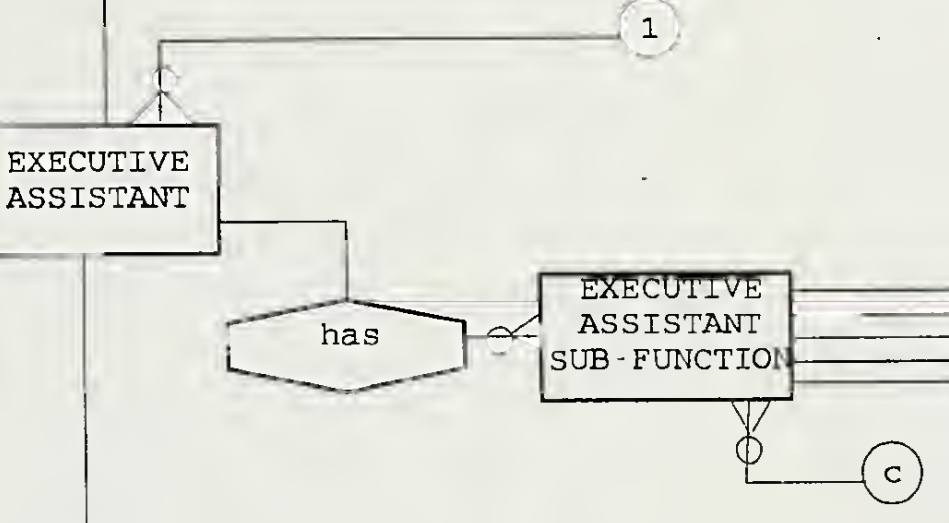 1
EXECUTIVE
ASSISTANT
has
EXECUTIVE
ASSISTANT
SUB-FUNCTION
c